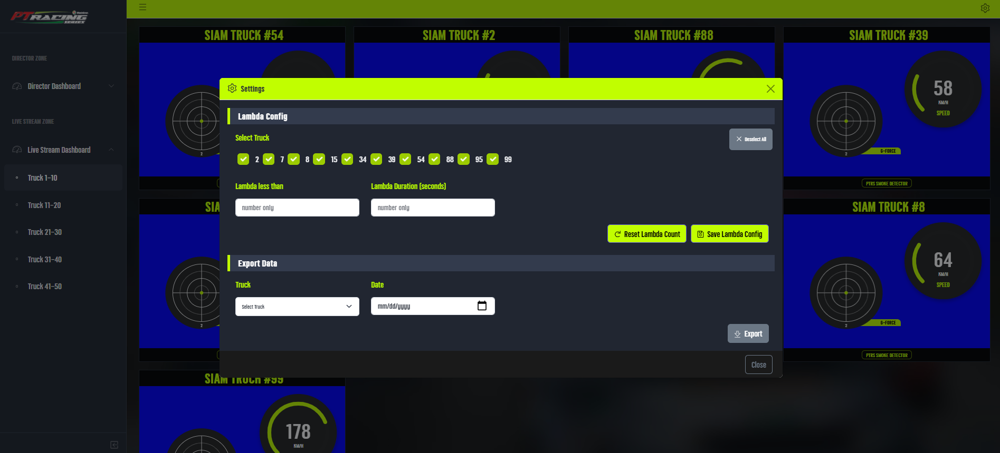 PTRACING
SERIES
DIRECTOR ZONE
Director Dashboard
LIVE STREAM ZONE
Live Stream Dashboard
Truck 1-10
Truck 11-20
Truck 21-30
Truck 31-40
Truck 41-50
SIAM TRUCK #54
SIAM TRUCK #2
SIAM TRUCK #88
SIAM TRUCK #39
58
KM/H
SPEED
2
2
G-FORCE
PTRS SMOKE DETECTOR
Settings
Lambda Config
Select Truck
Deselect All
2 7 8 15 34 39 54 88 95 99
Lambda less than
Lambda Duration (seconds)
number only
number only
Reset Lambda Count
Save Lambda Config
Export Data
Truck
Date
Select Truck
mm/dd/yyyy
Export
Close
SIA
SIAM TRUCK #8
64
KM/H
SPEED
2
2
G-FORCE
PTRS SMOKE DETECTOR
SIAM TRUCK #99
178
KM/H